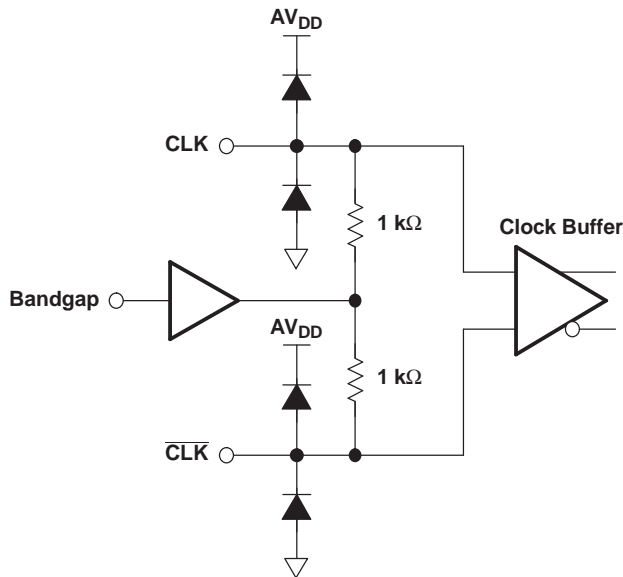 AVDD
CLK
1 kΩ
Clock Buffer
Bandgap
AVDD
1 kΩ
CLK